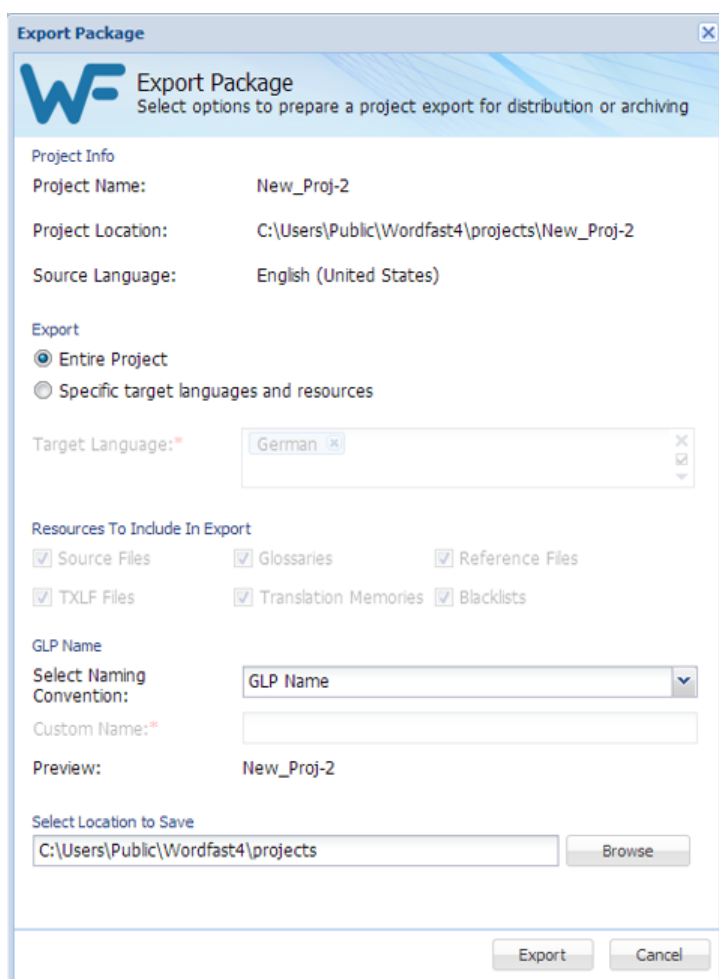 Export Package
WF
Export Package
Select options to prepare a project export for distribution or archiving
Project Info
Project Name: New_Proj-2
Project Location: C:\Users\Public\Wordfast4\projects\New_Proj-2
Source Language: English (United States)
Export
Entire Project
Specific target languages and resources
Target Language:* German
Resources To Include In Export
Source Files Glossaries Reference Files
TXLF Files Translation Memories Blacklists
GLP Name
Select Naming
Convention: GLP Name
Custom Name:*
Preview: New_Proj-2
Select Location to Save
C:\Users\Public\Wordfast4\projects Browse
Export Cancel